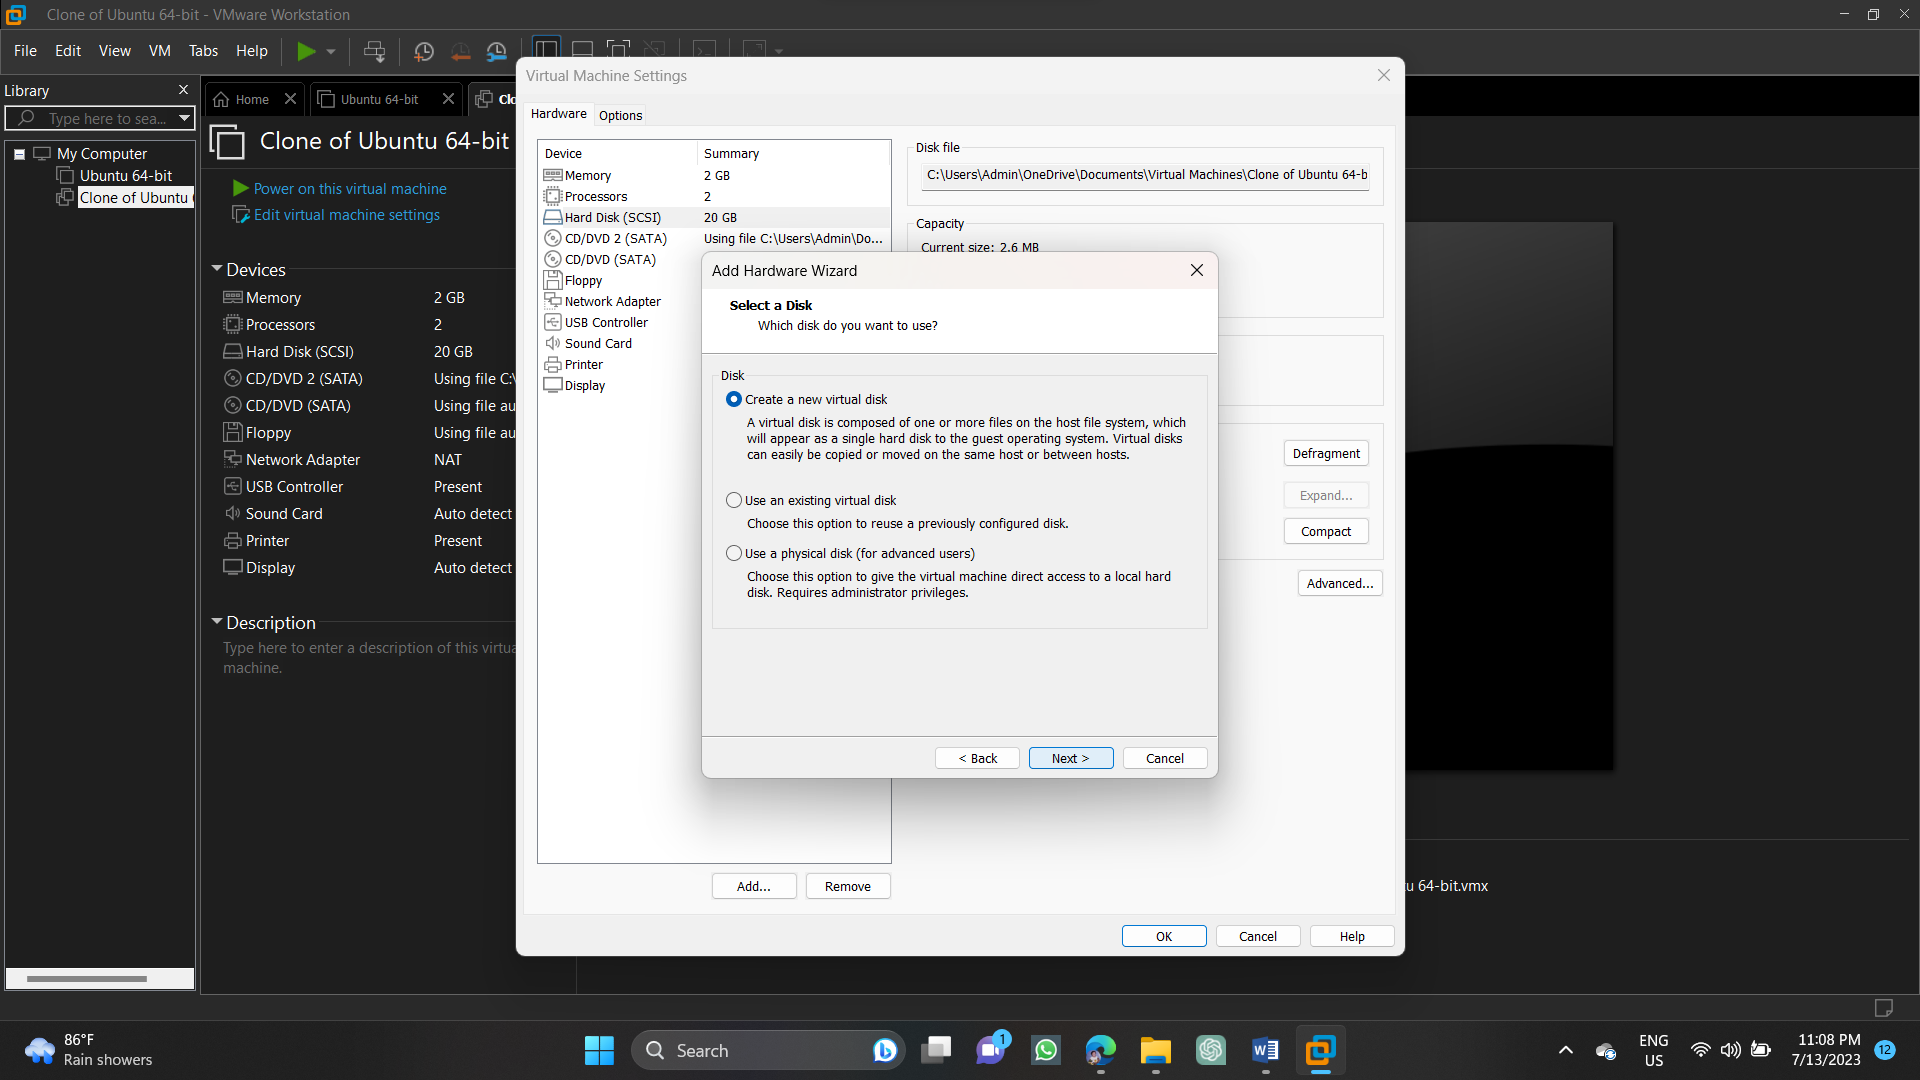 Clone of Ubuntu 64-bit - VMware Workstation
File Edit View VM Tabs Help
Library
Type here to sea...
My Computer
Ubuntu 64-bit
Clone of Ubuntu
Home
Ubuntu 64-bit
Clone of Ubuntu 64-bit
Power on this virtual machine
Edit virtual machine settings
Devices
Memory 2 GB
Processors 2
Hard Disk (SCSI) 20 GB
CD/DVD 2 (SATA) Using file C:\
CD/DVD (SATA) Using file au
Floppy Using file au
Network Adapter NAT
USB Controller Present
Sound Card Auto detect
Printer Present
Display Auto detect
Description
Type here to enter a description of this virtua
machine.
Virtual Machine Settings
Hardware Options
Device Summary
Memory 2 GB
Processors 2
Hard Disk (SCSI) 20 GB
CD/DVD 2 (SATA) Using file C:\Users\Admin\Do...
CD/DVD (SATA)
Floppy
Network Adapter
USB Controller
Sound Card
Printer
Display
Add... Remove
Disk file
C:\Users\Admin\OneDrive\Documents\Virtual Machines\Clone of Ubuntu 64-b
Capacity
Current size: 2.6 MB
Defragment
Expand...
Compact
Advanced...
OK Cancel Help
Add Hardware Wizard
Select a Disk
Which disk do you want to use?
Disk
Create a new virtual disk
A virtual disk is composed of one or more files on the host file system, which
will appear as a single hard disk to the guest operating system. Virtual disks
can easily be copied or moved on the same host or between hosts.
Use an existing virtual disk
Choose this option to reuse a previously configured disk.
Use a physical disk (for advanced users)
Choose this option to give the virtual machine direct access to a local hard
disk. Requires administrator privileges.
< Back Next > Cancel
u 64-bit.vmx
86°F
Rain showers
Search
1
ENG
US
11:08 PM
7/13/2023
12